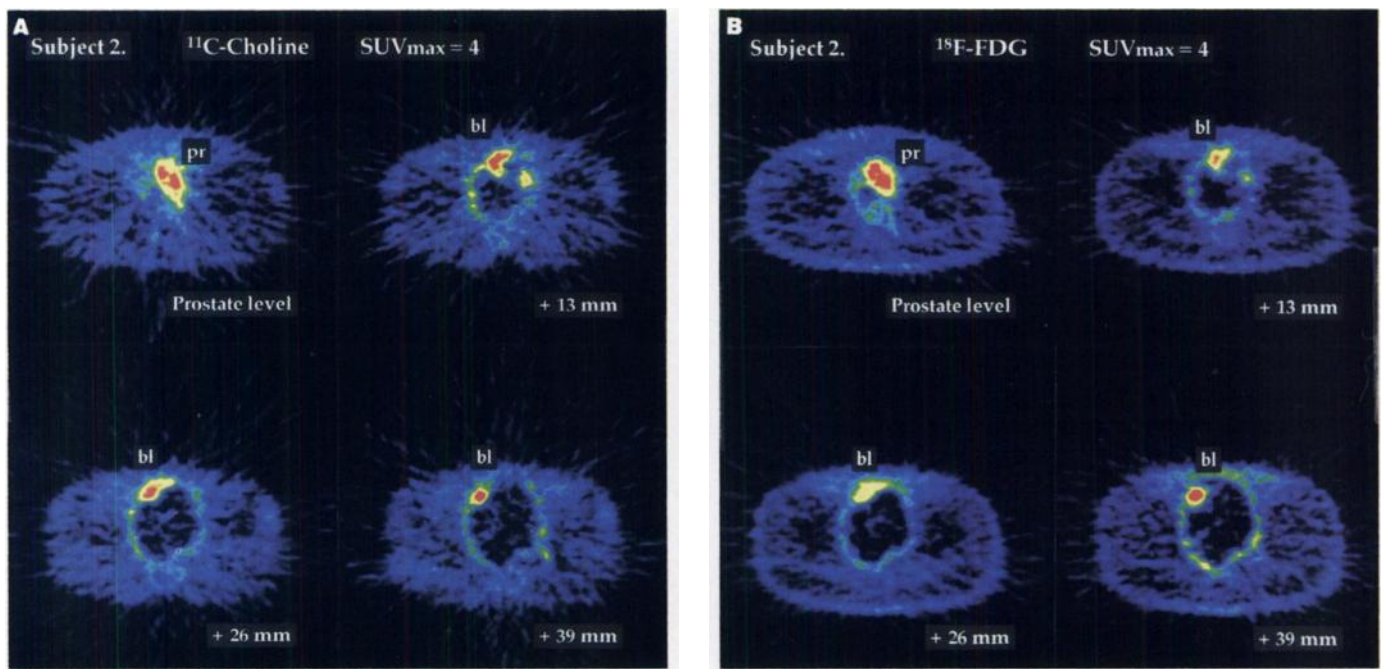 A
Subject 2. ¹¹C-Choline SUVmax = 4
pr
bl
Prostate level
+ 13 mm
bl
bl
+ 26 mm
+ 39 mm
B
Subject 2. ¹⁸F-FDG SUVmax = 4
pr
bl
Prostate level
+ 13 mm
bl
bl
+ 26 mm
+ 39 mm